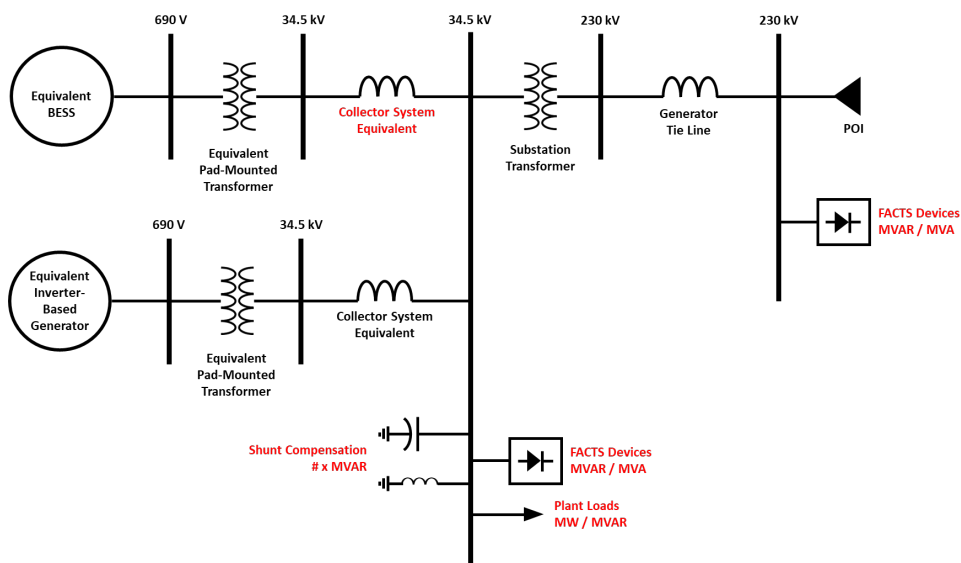 690 V
34.5 kV
34.5 kV
230 kV
230 kV
Equivalent
BESS
Equivalent
Pad-Mounted
Transformer
Collector System
Equivalent
Substation
Transformer
Generator
Tie Line
POI
FACTS Devices
MVAR / MVA
690 V
34.5 kV
Equivalent
Inverter-
Based
Generator
Equivalent
Pad-Mounted
Transformer
Collector System
Equivalent
Shunt Compensation
# x MVAR
FACTS Devices
MVAR / MVA
Plant Loads
MW / MVAR